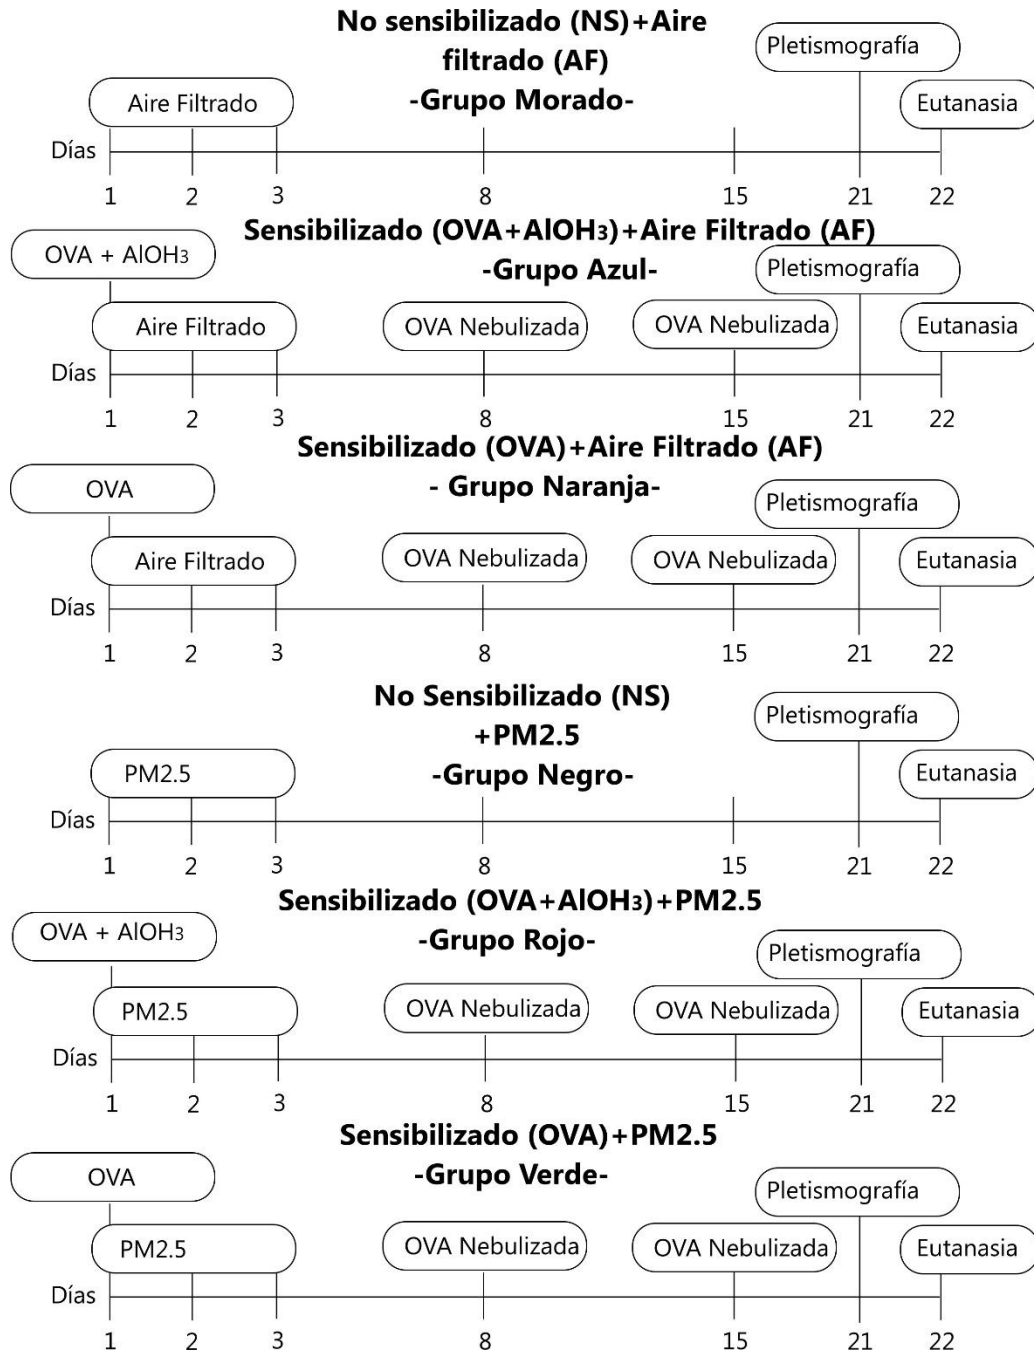 No sensibilizado (NS)+Aire
filtrado (AF)
-Grupo Morado-
Pletismografía
Aire Filtrado
Eutanasia
Días
1 2 3 8 15 21 22
Sensibilizado (OVA+AlOH₃)+Aire Filtrado (AF)
-Grupo Azul-
OVA + AlOH₃
Pletismografía
Aire Filtrado
OVA Nebulizada
OVA Nebulizada
Eutanasia
Días
1 2 3 8 15 21 22
Sensibilizado (OVA)+Aire Filtrado (AF)
- Grupo Naranja-
OVA
Pletismografía
Aire Filtrado
OVA Nebulizada
OVA Nebulizada
Eutanasia
Días
1 2 3 8 15 21 22
No Sensibilizado (NS)
+PM2.5
-Grupo Negro-
Pletismografía
PM2.5
Eutanasia
Días
1 2 3 8 15 21 22
Sensibilizado (OVA+AlOH₃)+PM2.5
-Grupo Rojo-
OVA + AlOH₃
Pletismografía
PM2.5
OVA Nebulizada
OVA Nebulizada
Eutanasia
Días
1 2 3 8 15 21 22
Sensibilizado (OVA)+PM2.5
-Grupo Verde-
OVA
Pletismografía
PM2.5
OVA Nebulizada
OVA Nebulizada
Eutanasia
Días
1 2 3 8 15 21 22